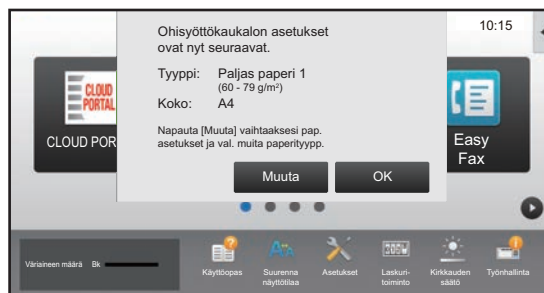 10:15
Ohisyöttökaukalon asetukset
ovat nyt seuraavat.
Tyyppi: Paljas paperi 1
(60 - 79 g/m²)
Koko: A4
Napauta [Muuta] vaihtaaksesi pap.
asetukset ja val. muita paperityypp.
Muuta OK
CLOUD
PORTAL
CLOUD POR
Easy
Fax
Väriaineen määrä Bk
Käyttöopas
Suurenna
näyttötilaa
Asetukset
Laskuri-
toiminto
Kirkkauden
säätö
Työnhallinta